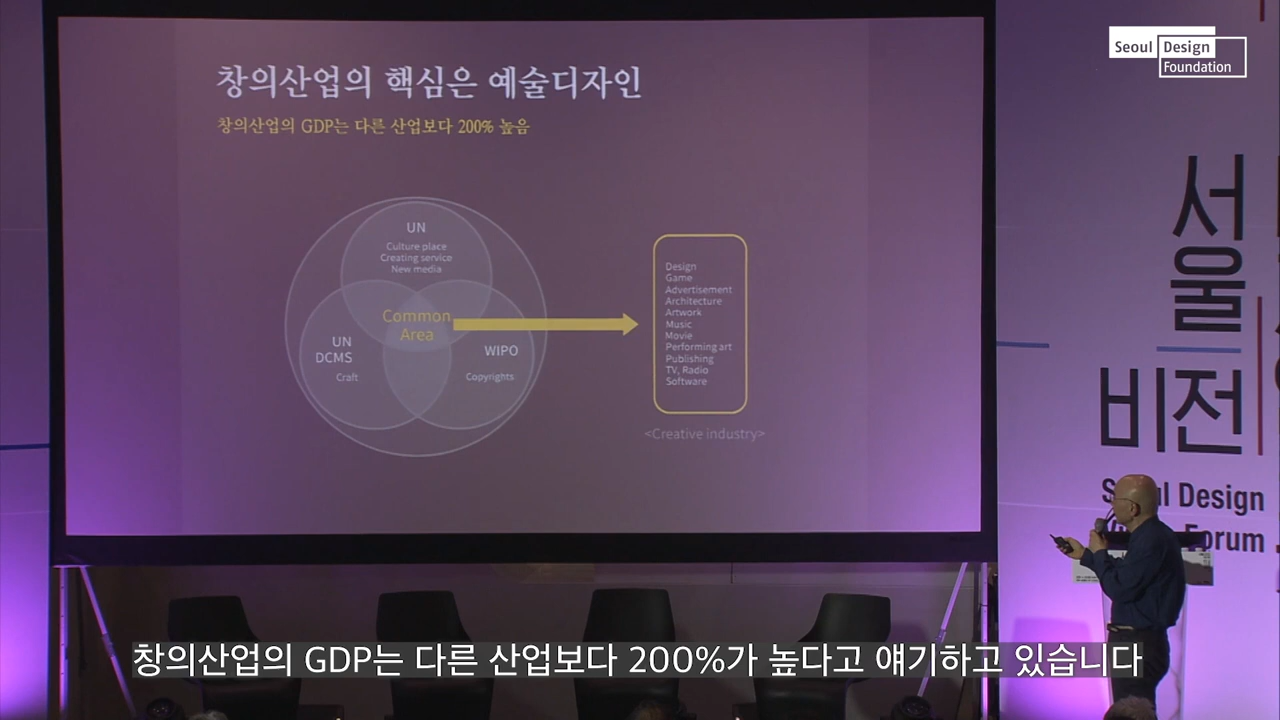 창의산업의 핵심은 예술디자인
창의산업의 GDP는 다른 산업보다 200% 높음
UN
Culture place
Creating service
New media
Common
Area
UN
DCMS
Craft
WIPO
Copyrights
Design
Game
Advertisement
Architecture
Artwork
Music
Movie
Performing art
Publishing
TV, Radio
Software
<Creative industry>
Seoul Design
Foundation
서울
비전
Seoul Design
Forum
창의산업의 GDP는 다른 산업보다 200%가 높다고 얘기하고 있습니다